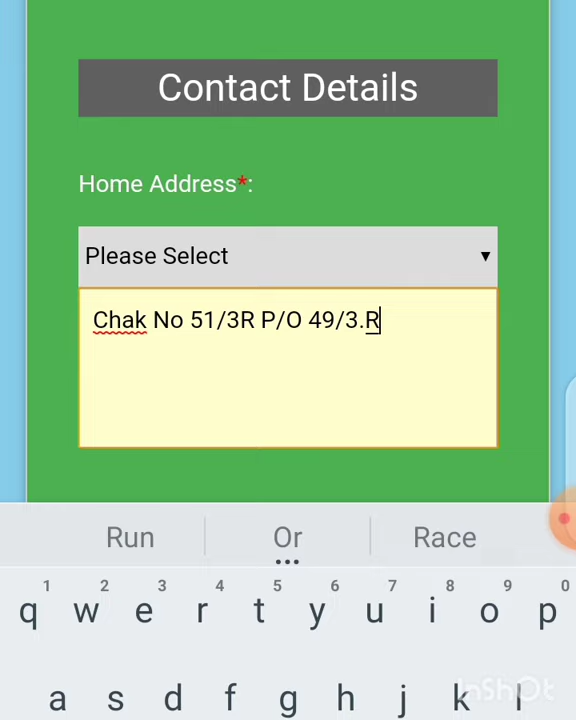 Contact Details
Home Address*:
Please Select ▼
Chak No 51/3R P/O 49/3.R
Run Or Race
1 2 3 4 5 6 7 8 9 0
q w e r t y u i o p
a s d f g h j k l
InShOt